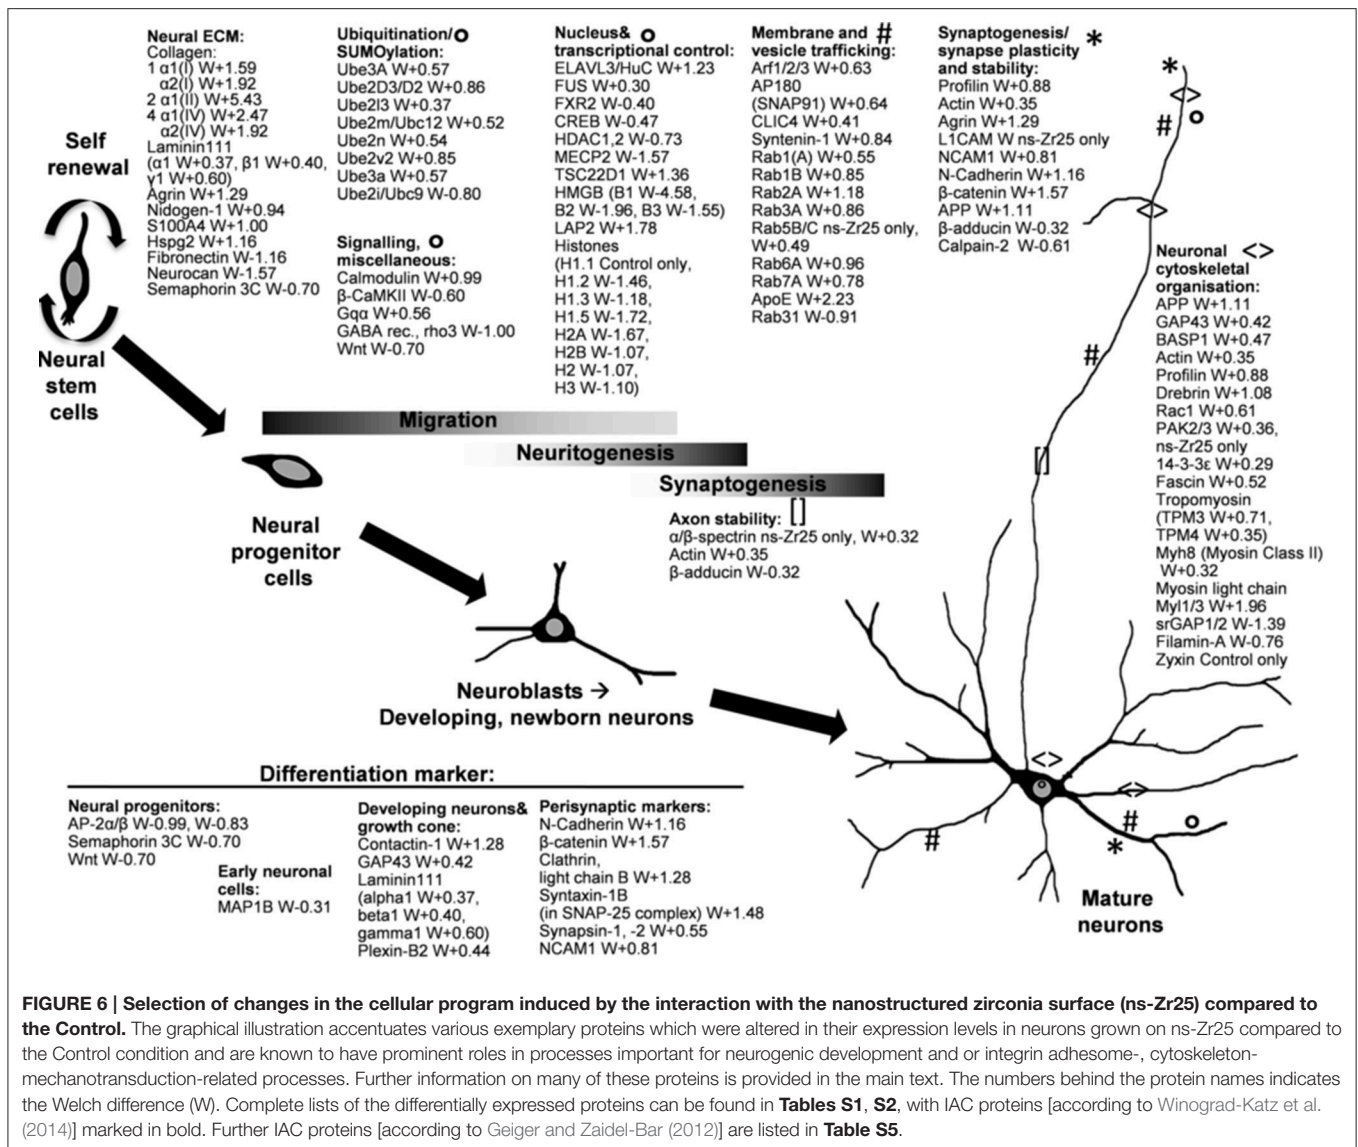 Neural ECM:
Collagen:
1 α1(I) W+1.59
α2(I) W+1.92
2 α1(II) W+5.43
4 α1(IV) W+2.47
α2(IV) W+1.92
Laminin111
(α1 W+0.37, β1 W+0.40,
γ1 W+0.60)
Agrin W+1.29
Nidogen-1 W+0.94
S100A4 W+1.00
Hspg2 W+1.16
Fibronectin W-1.16
Neurocan W-1.57
Semaphorin 3C W-0.70
Ubiquitination/o
SUMOylation:
Ube3A W+0.57
Ube2D3/D2 W+0.86
Ube2l3 W+0.37
Ube2m/Ubc12 W+0.52
Ube2n W+0.54
Ube2v2 W+0.85
Ube3a W+0.57
Ube2i/Ubc9 W-0.80
Signalling, o
miscellaneous:
Calmodulin W+0.99
β-CaMKII W-0.60
Gqα W+0.56
GABA rec., rho3 W-1.00
Wnt W-0.70
Nucleus& o
transcriptional control:
ELAVL3/HuC W+1.23
FUS W+0.30
FXR2 W-0.40
CREB W-0.47
HDAC1,2 W-0.73
MECP2 W-1.57
TSC22D1 W+1.36
HMGB (B1 W-4.58,
B2 W-1.96, B3 W-1.55)
LAP2 W+1.78
Histones
(H1.1 Control only,
H1.2 W-1.46,
H1.3 W-1.18,
H1.5 W-1.72,
H2A W-1.67,
H2B W-1.07,
H2 W-1.07,
H3 W-1.10)
Membrane and #
vesicle trafficking:
Arf1/2/3 W+0.63
AP180
(SNAP91) W+0.64
CLIC4 W+0.41
Syntenin-1 W+0.84
Rab1(A) W+0.55
Rab1B W+0.85
Rab2A W+1.18
Rab3A W+0.86
Rab5B/C ns-Zr25 only,
W+0.49
Rab6A W+0.96
Rab7A W+0.78
ApoE W+2.23
Rab31 W-0.91
Synaptogenesis/
synapse plasticity *
and stability:
Profilin W+0.88
Actin W+0.35
Agrin W+1.29
L1CAM W ns-Zr25 only
NCAM1 W+0.81
N-Cadherin W+1.16
β-catenin W+1.57
APP W+1.11
β-adducin W-0.32
Calpain-2 W-0.61
*
<>
# o
<>
#
[]
Neuronal <>
cytoskeletal
organisation:
APP W+1.11
GAP43 W+0.42
BASP1 W+0.47
Actin W+0.35
Profilin W+0.88
Drebrin W+1.08
Rac1 W+0.61
PAK2/3 W+0.36,
ns-Zr25 only
14-3-3ε W+0.29
Fascin W+0.52
Tropomyosin
(TPM3 W+0.71,
TPM4 W+0.35)
Myh8 (Myosin Class II)
W+0.32
Myosin light chain
Myl1/3 W+1.96
srGAP1/2 W-1.39
Filamin-A W-0.76
Zyxin Control only
Self
renewal
Neural
stem
cells
Migration
Neuritogenesis
Synaptogenesis
Axon stability: []
α/β-spectrin ns-Zr25 only, W+0.32
Actin W+0.35
β-adducin W-0.32
Neural
progenitor
cells
Neuroblasts →
Developing, newborn neurons
<>
<>
#
o
#
*
Mature
neurons
Differentiation marker:
Neural progenitors:
AP-2α/β W-0.99, W-0.83
Semaphorin 3C W-0.70
Wnt W-0.70
Early neuronal
cells:
MAP1B W-0.31
Developing neurons&
growth cone:
Contactin-1 W+1.28
GAP43 W+0.42
Laminin111
(alpha1 W+0.37,
beta1 W+0.40,
gamma1 W+0.60)
Plexin-B2 W+0.44
Perisynaptic markers:
N-Cadherin W+1.16
β-catenin W+1.57
Clathrin,
light chain B W+1.28
Syntaxin-1B
(in SNAP-25 complex) W+1.48
Synapsin-1, -2 W+0.55
NCAM1 W+0.81
FIGURE 6 | Selection of changes in the cellular program induced by the interaction with the nanostructured zirconia surface (ns-Zr25) compared to
the Control. The graphical illustration accentuates various exemplary proteins which were altered in their expression levels in neurons grown on ns-Zr25 compared to
the Control condition and are known to have prominent roles in processes important for neurogenic development and or integrin adhesome-, cytoskeleton-
mechanotransduction-related processes. Further information on many of these proteins is provided in the main text. The numbers behind the protein names indicates
the Welch difference (W). Complete lists of the differentially expressed proteins can be found in Tables S1, S2, with IAC proteins [according to Winograd-Katz et al.
(2014)] marked in bold. Further IAC proteins [according to Geiger and Zaidel-Bar (2012)] are listed in Table S5.